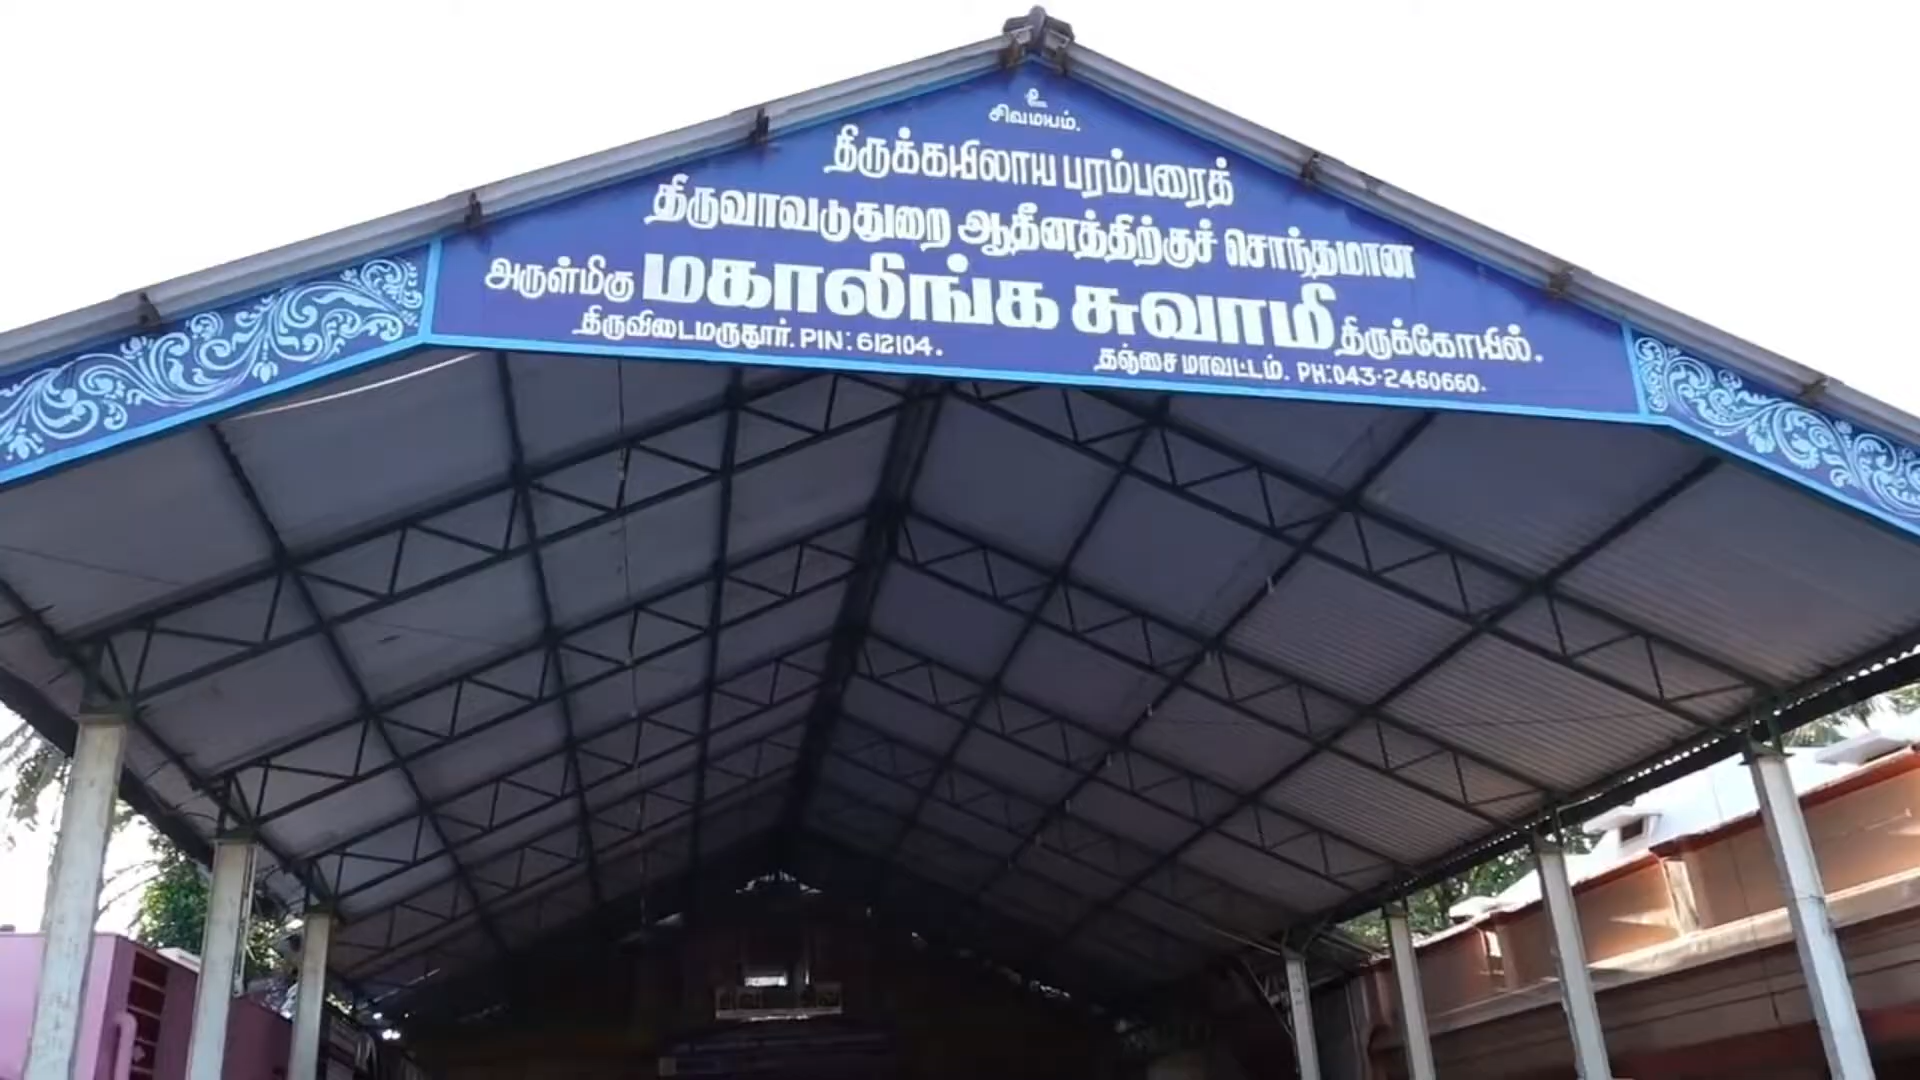 உ
சிவமயம்.
திருக்கயிலாய பரம்பரைத்
திருவாவடுதுறை ஆதீனத்திற்குச் சொந்தமான
அருள்மிகு மகாலிங்க சுவாமி திருக்கோயில்.
திருவிடைமருதூர். PIN: 612104.
தஞ்சை மாவட்டம். PH:043-2460660.